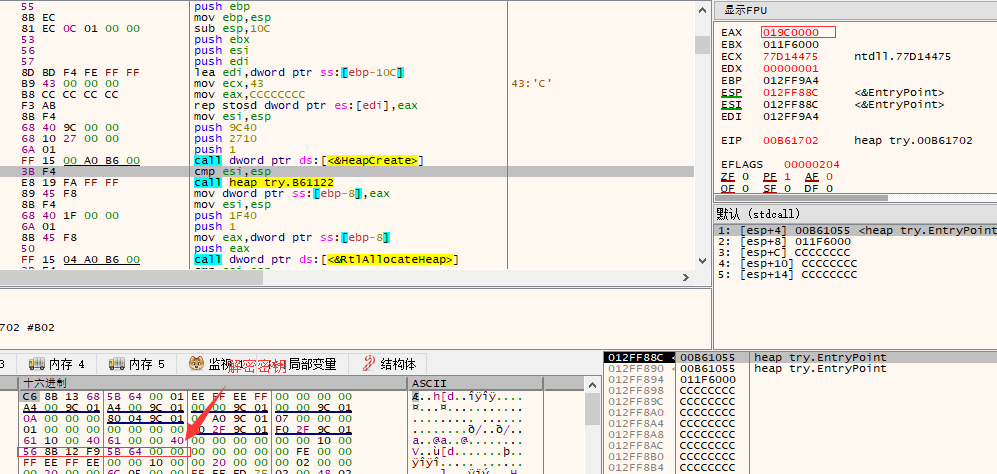 55 push ebp
8B EC mov ebp,esp
81 EC 0C 01 00 00 sub esp,10C
53 push ebx
56 push esi
57 push edi
8D BD F4 FE FF FF lea edi,dword ptr ss:[ebp-10C]
B9 43 00 00 00 mov ecx,43 43:'C'
B8 CC CC CC CC mov eax,CCCCCCCC
F3 AB rep stosd dword ptr es:[edi],eax
8B F4 mov esi,esp
68 40 9C 00 00 push 9C40
68 10 27 00 00 push 2710
6A 01 push 1
FF 15 00 A0 B6 00 call dword ptr ds:[<&HeapCreate>]
3B F4 cmp esi,esp
E8 19 FA FF FF call heap try.B61122
89 45 F8 mov dword ptr ss:[ebp-8],eax
8B F4 mov esi,esp
68 40 1F 00 00 push 1F40
6A 01 push 1
8B 45 F8 mov eax,dword ptr ss:[ebp-8]
50 push eax
FF 15 04 A0 B6 00 call dword ptr ds:[<&RtlAllocateHeap>]
702 #B02
显示FPU
EAX 019C0000
EBX 011F6000
ECX 77D14475 ntdll.77D14475
EDX 00000001
EBP 012FF9A4
ESP 012FF88C <&EntryPoint>
ESI 012FF88C <&EntryPoint>
EDI 012FF9A4
EIP 00B61702 heap try.00B61702
EFLAGS 00000204
ZF 0 PF 1 AF 0
OF 0 SF 0 DF 0
默认 (stdcall)
1: [esp+4] 00B61055 <heap try.EntryPoint
2: [esp+8] 011F6000
3: [esp+C] CCCCCCCC
4: [esp+10] CCCCCCCC
5: [esp+14] CCCCCCCC
3 内存 4 内存 5 监视 局部变量 结构体
解密密钥
十六进制 ASCII
C6 8B 13 68 5B 64 00 01 EE FF EE FF 00 00 00 00
A4 00 9C 01 A4 00 9C 01 00 00 9C 01 00 00 9C 01
0A 00 00 00 80 04 9C 01 00 A0 9C 01 07 00 00 00
61 10 00 40 61 00 00 40 00 00 00 00 00 00 10 00
56 8B 12 F9 5B 64 00 00 00 00 00 00 00 FE 00 00
FF EE FF EE 00 00 10 00 00 20 00 00 00 02 00 00
012FF88C 00B61055 heap try.EntryPoint
012FF890 00B61055 heap try.EntryPoint
012FF894 011F6000
012FF898 CCCCCCCC
012FF89C CCCCCCCC
012FF8A0 CCCCCCCC
012FF8A4 CCCCCCCC
012FF8A8 CCCCCCCC
012FF8AC CCCCCCCC
012FF8B0 CCCCCCCC
012FF8B4 CCCCCCCC